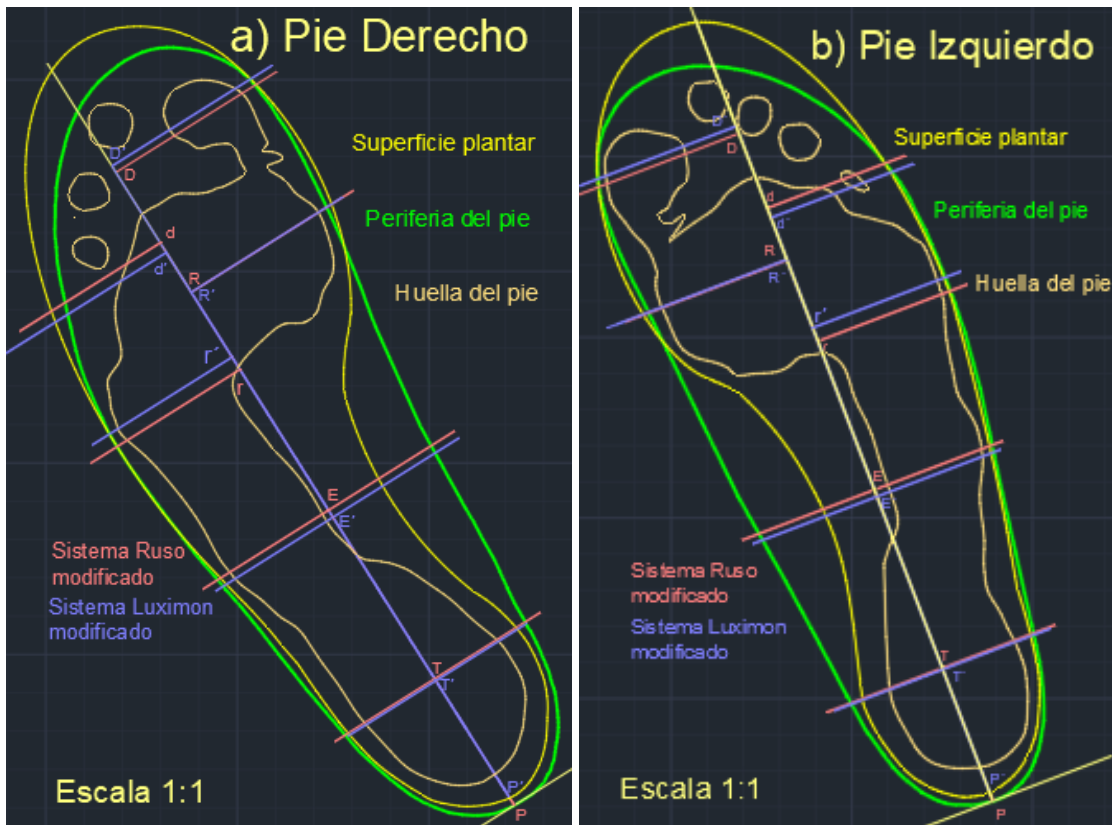 a) Pie Derecho
Superficie plantar
Periferia del pie
Huella del pie
D'
D
d
d'
R
R'
r'
r
E
E'
Sistema Ruso
modificado
Sistema Luximon
modificado
T
T'
P'
P
Escala 1:1
b) Pie Izquierdo
Superficie plantar
Periferia del pie
Huella del pie
D'
D
d
d'
R
R'
r'
r
E
E'
Sistema Ruso
modificado
Sistema Luximon
modificado
T
T'
P'
P
Escala 1:1